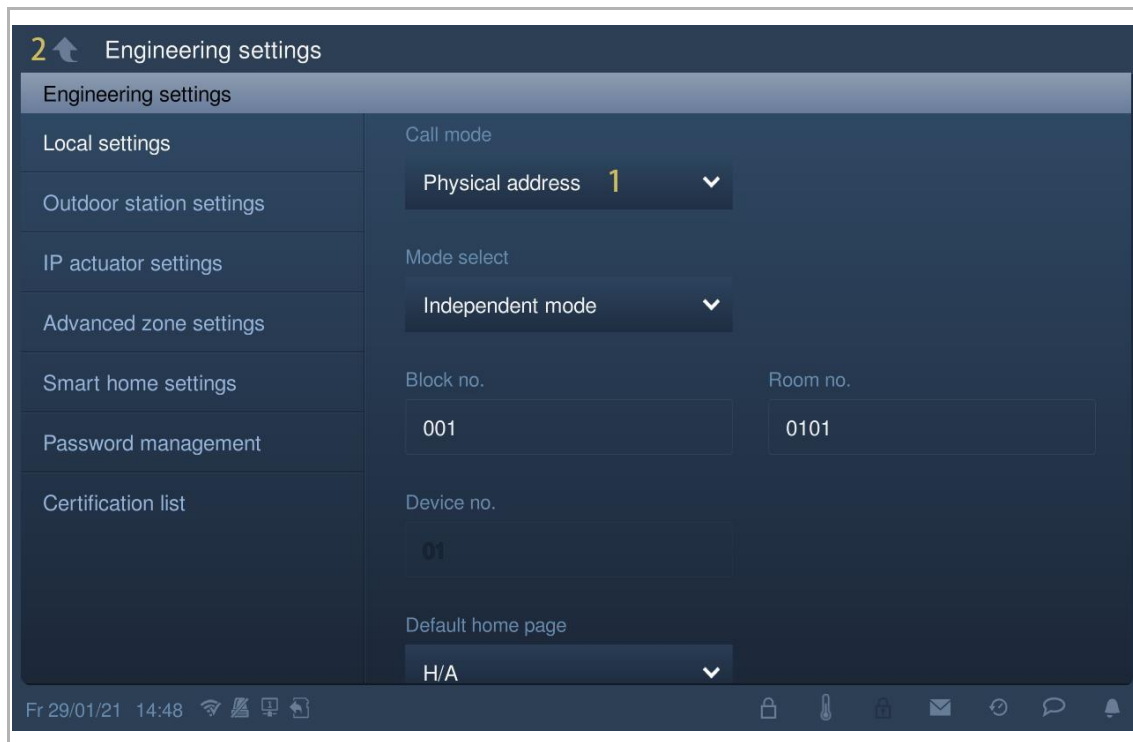 2 Engineering settings
Engineering settings
Local settings
Outdoor station settings
IP actuator settings
Advanced zone settings
Smart home settings
Password management
Certification list
Call mode
Physical address 1
Mode select
Independent mode
Block no. Room no.
001 0101
Device no.
01
Default home page
H/A
Fr 29/01/21 14:48